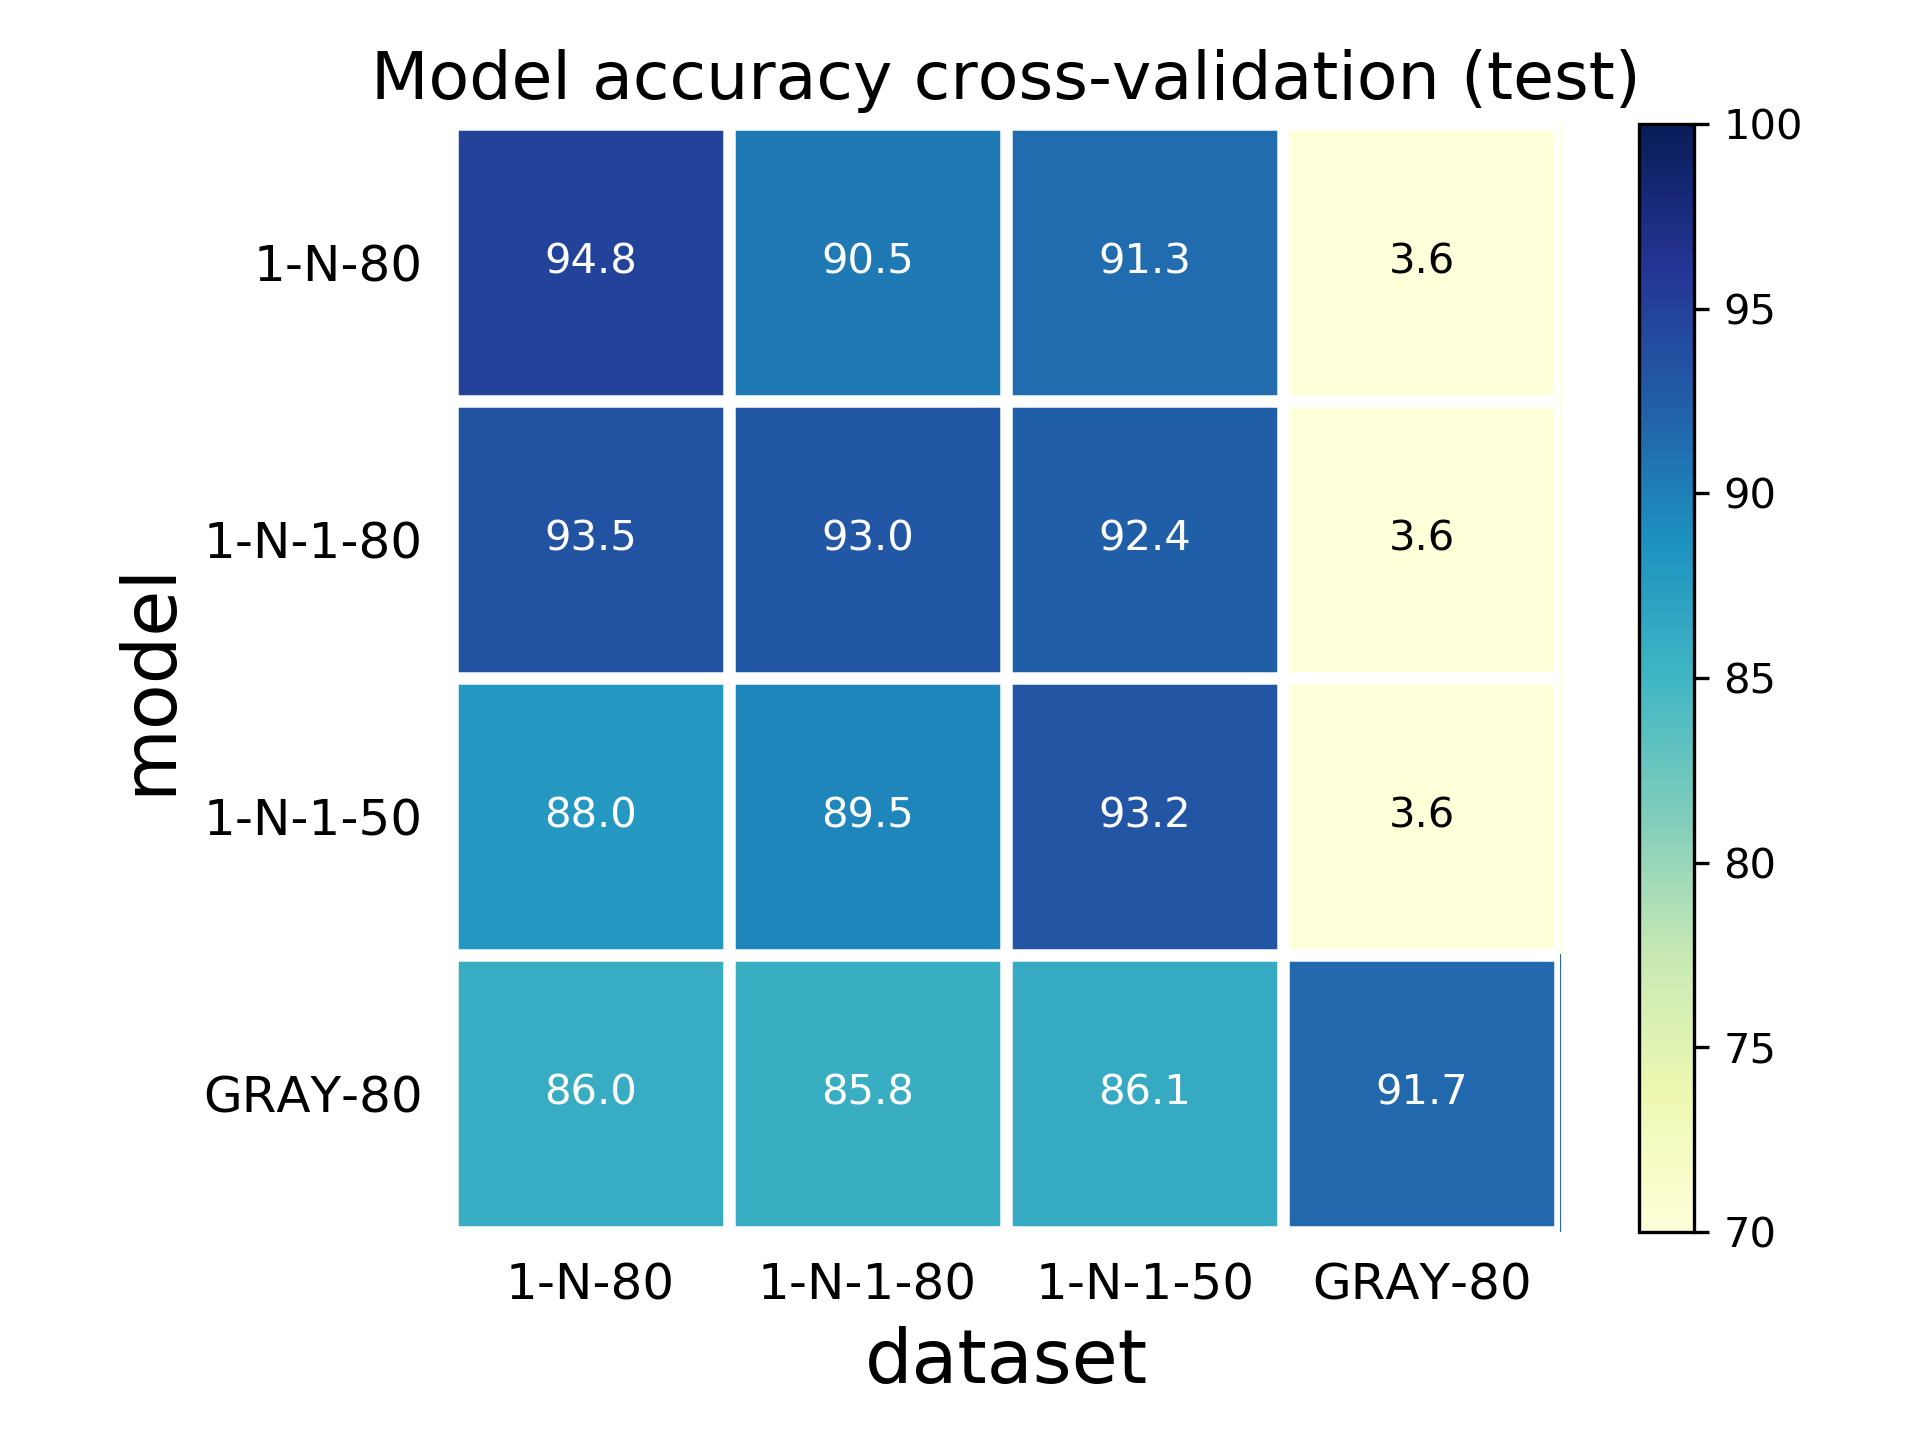 Model accuracy cross-validation (test)
1-N-80 94.8 90.5 91.3 3.6
1-N-1-80 93.5 93.0 92.4 3.6
1-N-1-50 88.0 89.5 93.2 3.6
GRAY-80 86.0 85.8 86.1 91.7
model
1-N-80 1-N-1-80 1-N-1-50 GRAY-80
dataset
100
95
90
85
80
75
70